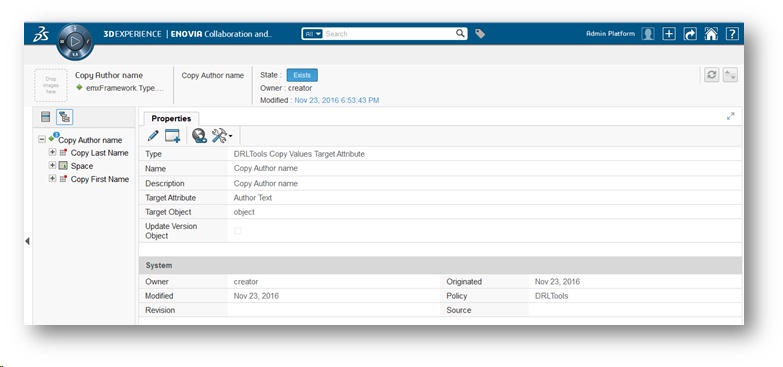 3DEXPERIENCE | ENOVIA Collaboration and..
All
Search
Admin Platform
Drop images here
Copy Author name
emxFramework.Type....
Copy Author name
State : Exists
Owner : creator
Modified : Nov 23, 2016 6:53:43 PM
Copy Author name
Copy Last Name
Space
Copy First Name
Properties
Type DRLTools Copy Values Target Attribute
Name Copy Author name
Description Copy Author name
Target Attribute Author Text
Target Object object
Update Version Object
System
Owner creator Originated Nov 23, 2016
Modified Nov 23, 2016 Policy DRLTools
Revision Source